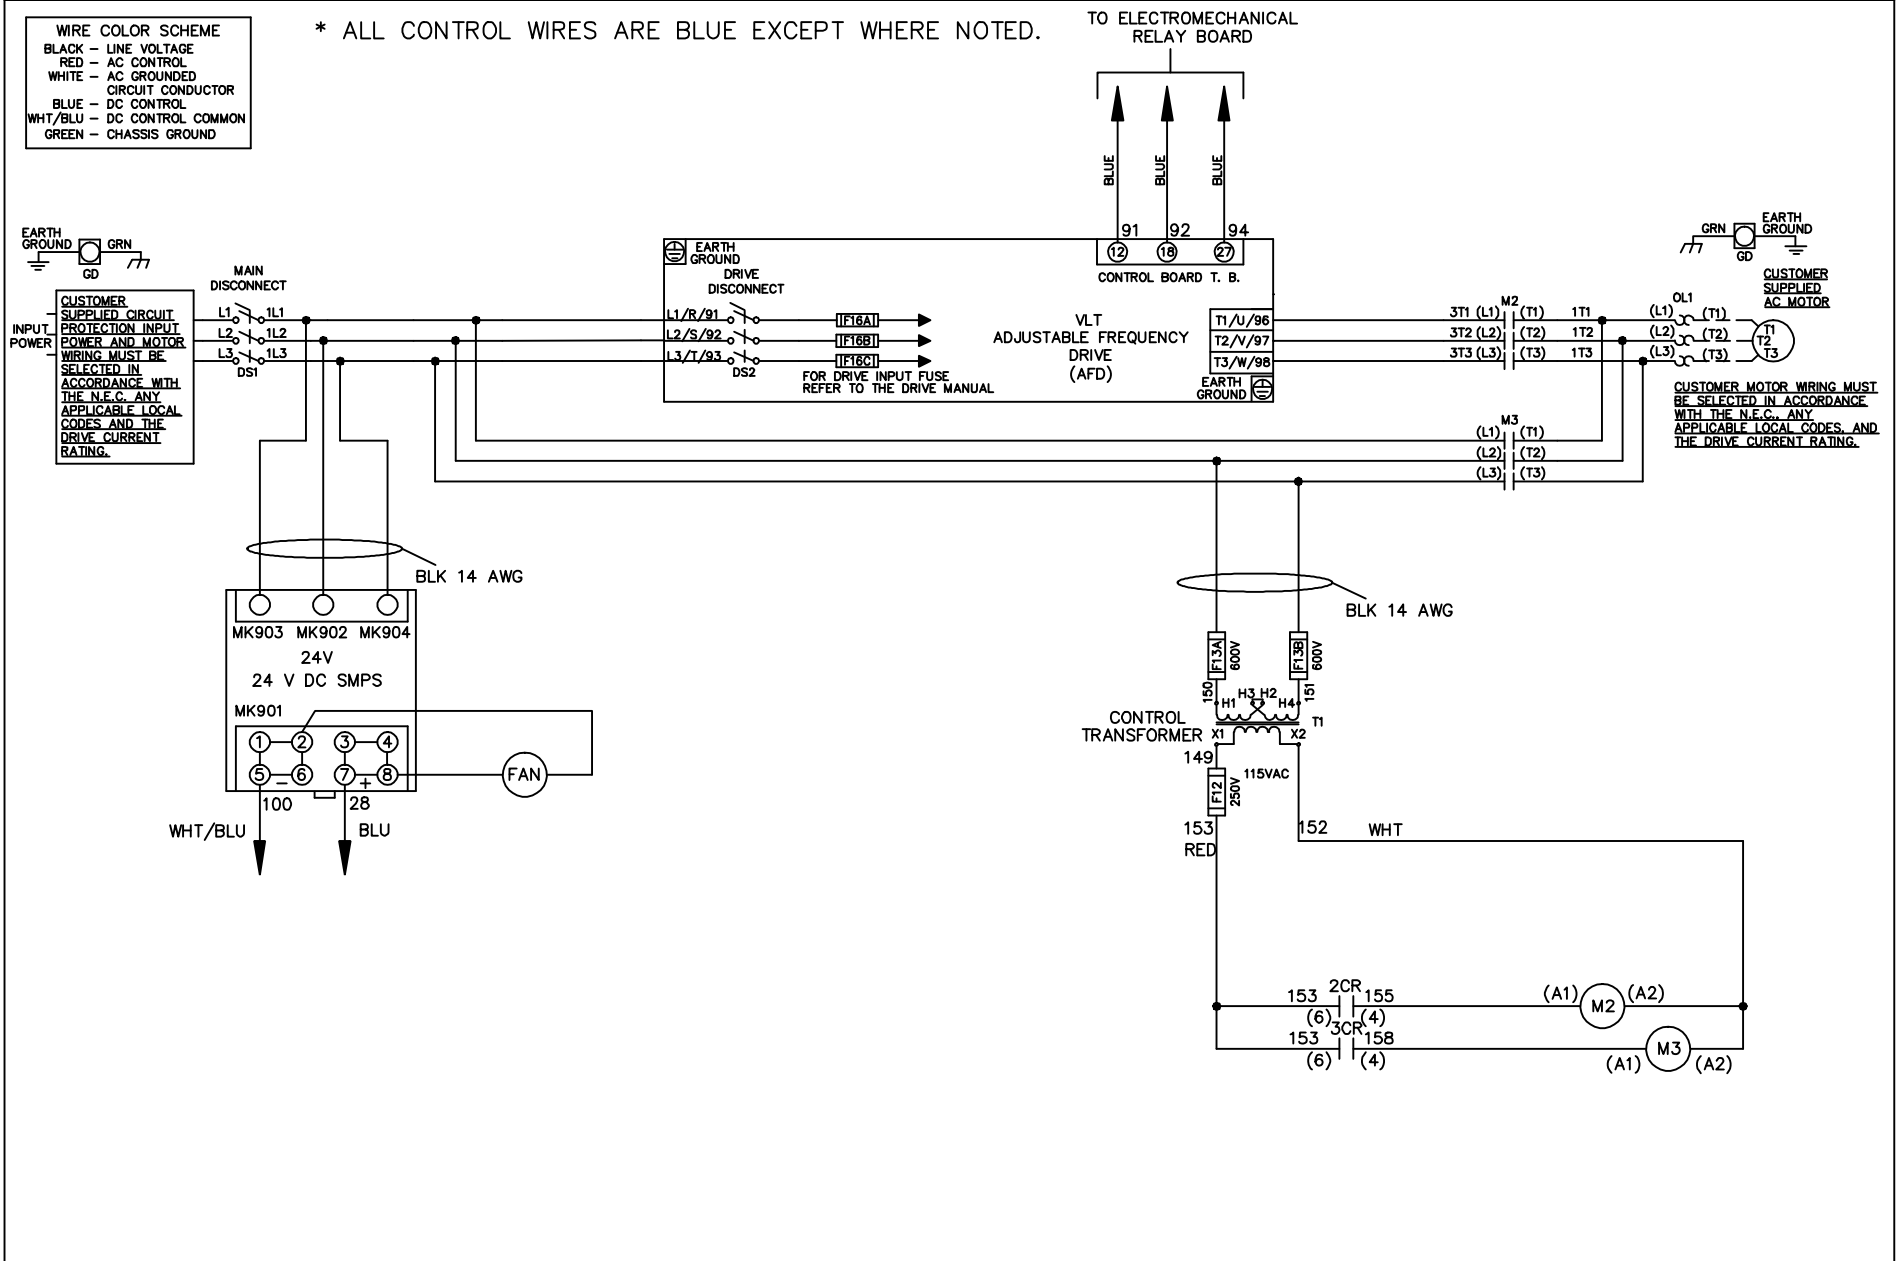 WIRE COLOR SCHEME
BLACK – LINE VOLTAGE
RED – AC CONTROL
WHITE – AC GROUNDED
CIRCUIT CONDUCTOR
BLUE – DC CONTROL
WHT/BLU – DC CONTROL COMMON
GREEN – CHASSIS GROUND
* ALL CONTROL WIRES ARE BLUE EXCEPT WHERE NOTED.
TO ELECTROMECHANICAL
RELAY BOARD
BLUE
BLUE
BLUE
91
92
94
12
18
27
CONTROL BOARD T. B.
EARTH
GROUND
GRN
GD
INPUT
POWER
CUSTOMER
SUPPLIED CIRCUIT
PROTECTION INPUT
POWER AND MOTOR
WIRING MUST BE
SELECTED IN
ACCORDANCE WITH
THE N.E.C. ANY
APPLICABLE LOCAL
CODES AND THE
DRIVE CURRENT
RATING.
MAIN
DISCONNECT
L1 1L1
L2 1L2
L3 1L3
DS1
EARTH
GROUND
DRIVE
DISCONNECT
L1/R/91
L2/S/92
L3/T/93
DS2
IF16A
IF16B
IF16C
FOR DRIVE INPUT FUSE
REFER TO THE DRIVE MANUAL
VLT
ADJUSTABLE FREQUENCY
DRIVE
(AFD)
T1/U/96
T2/V/97
T3/W/98
EARTH
GROUND
M2
3T1 (L1) (T1) 1T1
3T2 (L2) (T2) 1T2
3T3 (L3) (T3) 1T3
OL1
(L1) (T1)
(L2) (T2)
(L3) (T3)
T1
T2
T3
GRN
GD
EARTH
GROUND
CUSTOMER
SUPPLIED
AC MOTOR
CUSTOMER MOTOR WIRING MUST
BE SELECTED IN ACCORDANCE
WITH THE N.E.C., ANY
APPLICABLE LOCAL CODES, AND
THE DRIVE CURRENT RATING.
M3
(L1) (T1)
(L2) (T2)
(L3) (T3)
BLK 14 AWG
MK903 MK902 MK904
24V
24 V DC SMPS
MK901
1 2 3 4
5 – 6 7 + 8
FAN
100
28
WHT/BLU
BLU
BLK 14 AWG
F13A
600V
F13B
600V
150
151
H1 H3 H2 H4
T1
CONTROL
TRANSFORMER
X1
X2
149
115VAC
F12
250V
153
RED
152
WHT
153 2CR 155
(6) (4)
(A1) M2 (A2)
153 3CR 158
(6) (4)
(A1) M3 (A2)